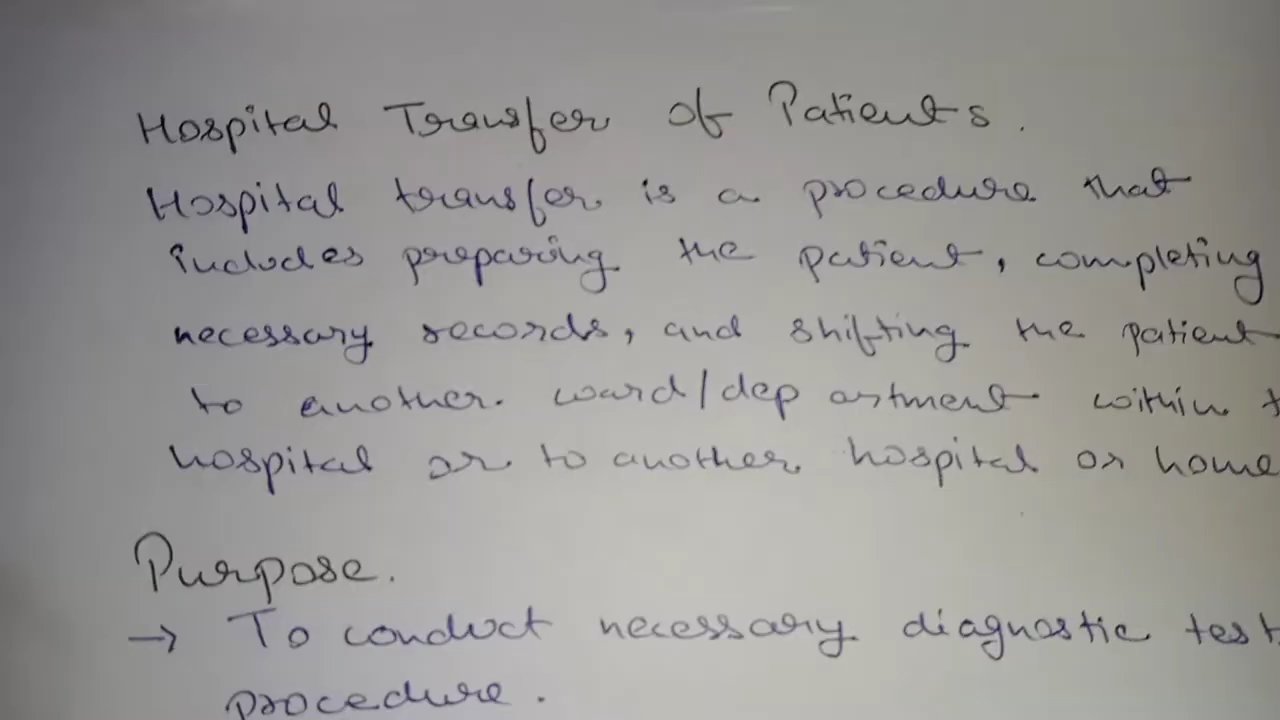 Hospital Transfer of Patients.
Hospital transfer is a procedure that
includes preparing the patient, completing
necessary records, and shifting the patient
to another ward/department within t
hospital or to another hospital or home
Purpose.
→ To conduct necessary diagnostic test
procedure.